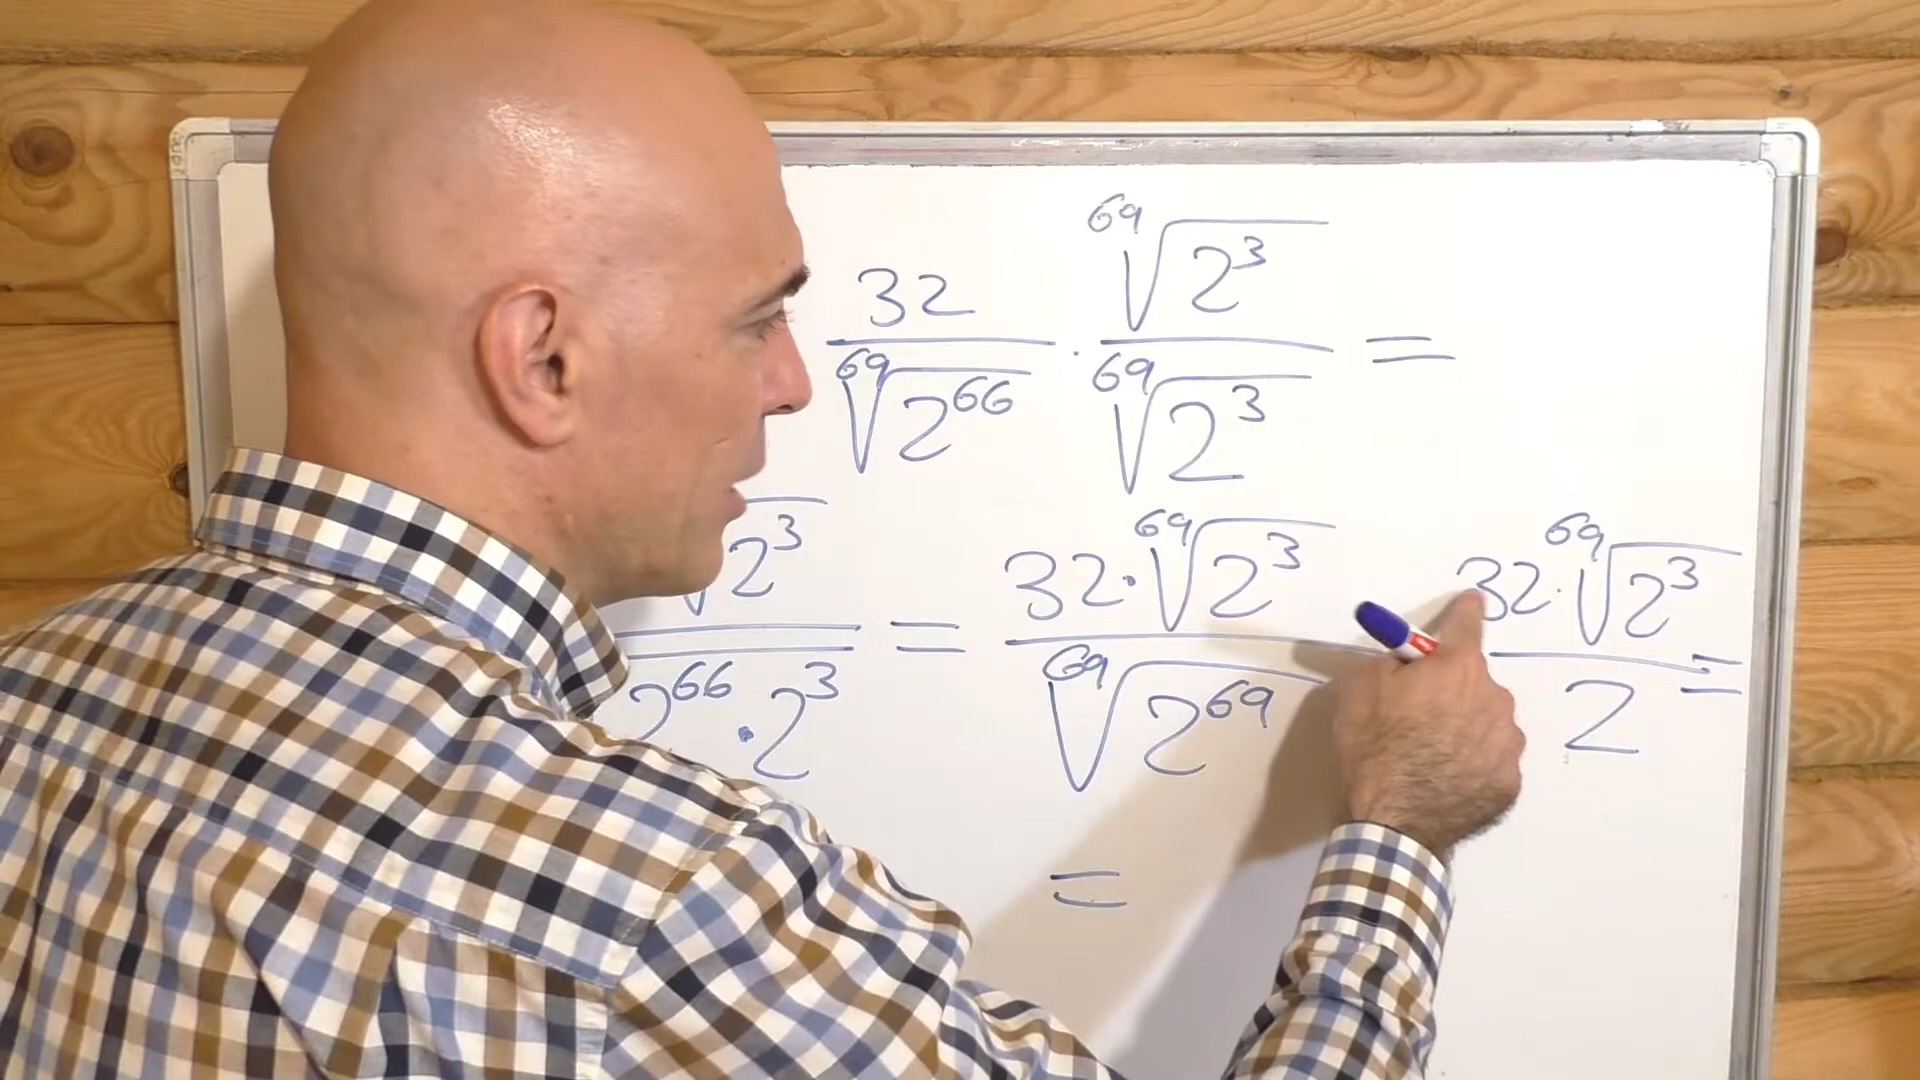 32/⁶⁹√2⁶⁶ · ⁶⁹√2³/⁶⁹√2³ =
√2³/2⁶⁶·2³ = 32·⁶⁹√2³/⁶⁹√2⁶⁹ 32·⁶⁹√2³/2 =
=